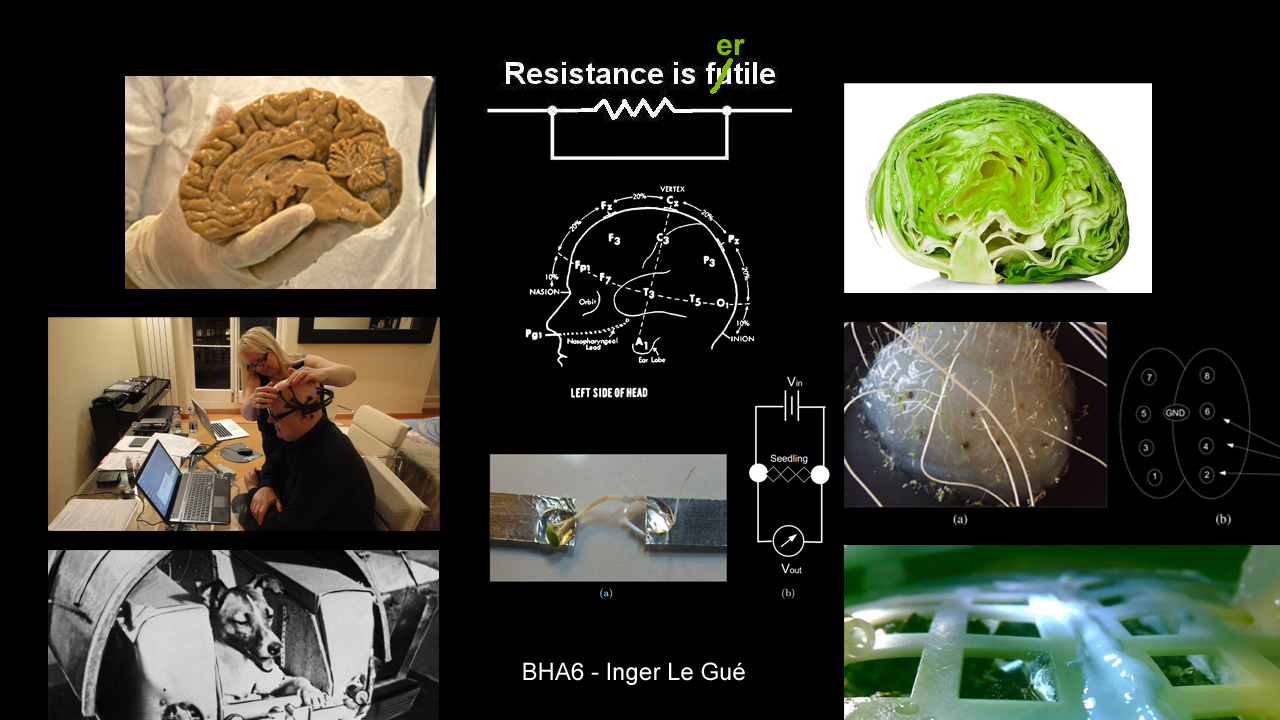 er
Resistance is futile
VERTEX
20%
20%
Fz
Cz
20%
20%
F3
C3
Pz
P3
Fp1
F7
10%
20%
NASION
Orbit
T3
T5
O1
10%
Pg1
Nasopharyngeal
Lead
A1
INION
Ear Lobe
LEFT SIDE OF HEAD
Vin
Seedling
Vout
(a)
(b)
7
8
5
GND
6
3
4
1
2
(a)
(b)
BHA6 - Inger Le Gué